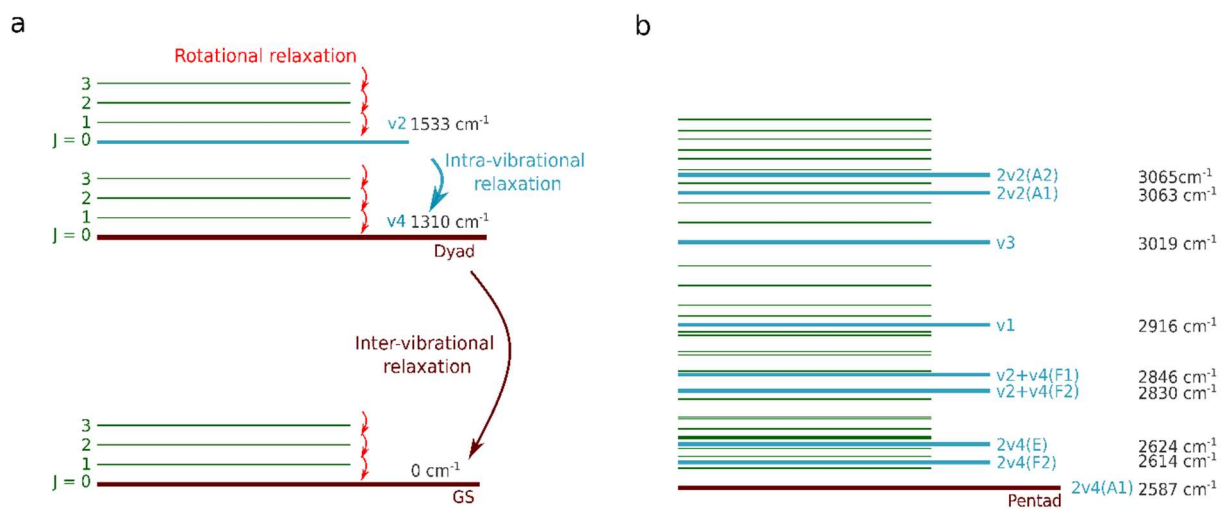 a
Rotational relaxation
3
2
1
J = 0
v2 1533 cm-1
Intra-vibrational
relaxation
3
2
1
J = 0
v4 1310 cm-1
Dyad
Inter-vibrational
relaxation
3
2
1
J = 0
0 cm-1
GS
b
2v2(A2) 3065cm-1
2v2(A1) 3063 cm-1
v3 3019 cm-1
v1 2916 cm-1
v2+v4(F1) 2846 cm-1
v2+v4(F2) 2830 cm-1
2v4(E) 2624 cm-1
2v4(F2) 2614 cm-1
2v4(A1) 2587 cm-1
Pentad